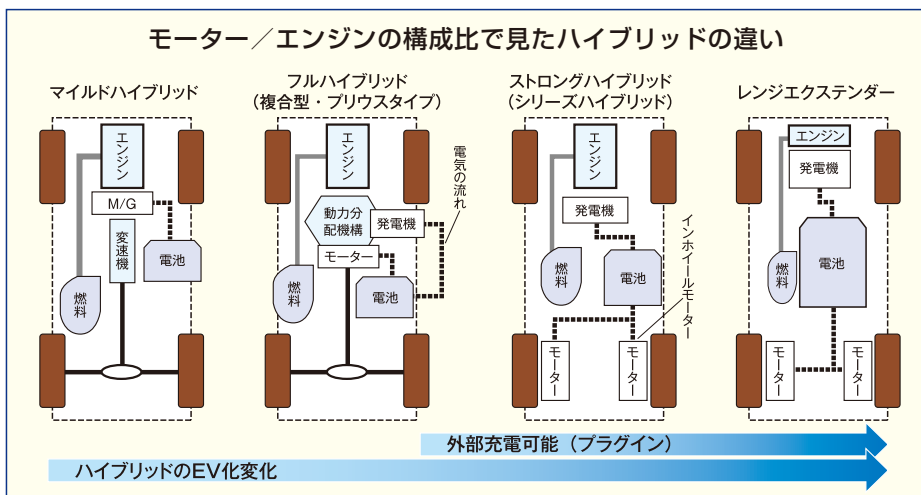 モーター／エンジンの構成比で見たハイブリッドの違い
マイルドハイブリッド
エンジン
M/G
変速機
電池
燃料
フルハイブリッド
（複合型・プリウスタイプ）
エンジン
動力分
配機構
発電機
モーター
電池
燃料
電気の流れ
ストロングハイブリッド
（シリーズハイブリッド）
エンジン
発電機
燃料
電池
インホイールモーター
モーター
モーター
レンジエクステンダー
エンジン
発電機
燃料
電池
モーター
モーター
外部充電可能（プラグイン）
ハイブリッドのEV化変化